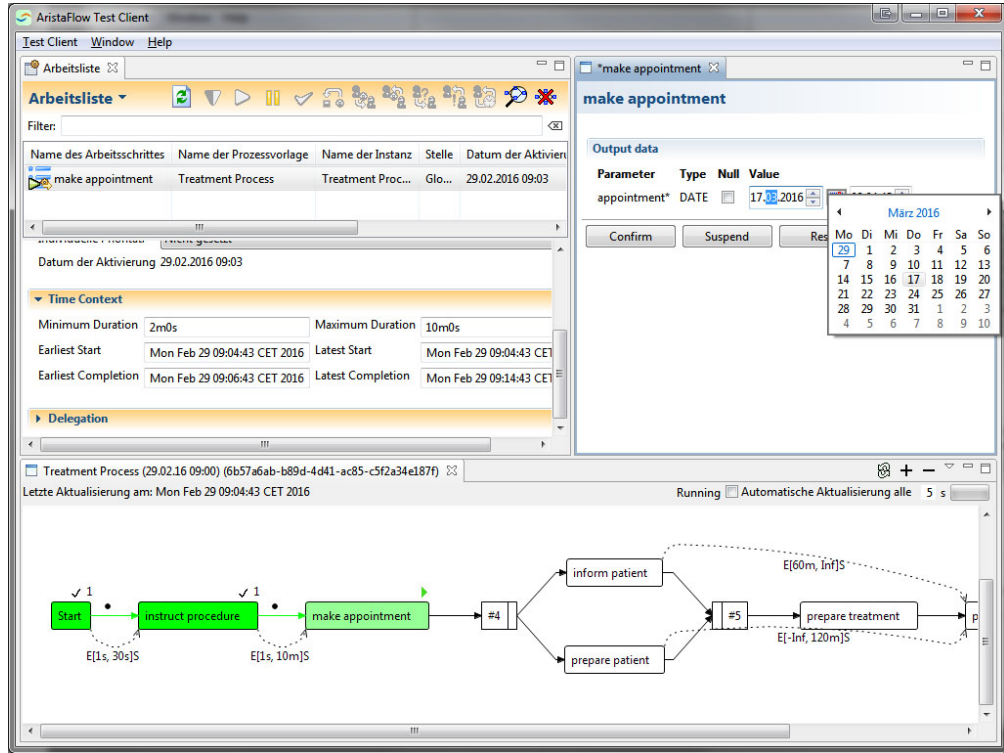 AristaFlow Test Client
Test Client Window Help
Arbeitsliste
Arbeitsliste
Filter:
Name des Arbeitsschrittes Name der Prozessvorlage Name der Instanz Stelle Datum der Aktivieru
make appointment Treatment Process Treatment Proc... Glo... 29.02.2016 09:03
Datum der Aktivierung 29.02.2016 09:03
Time Context
Minimum Duration 2m0s Maximum Duration 10m0s
Earliest Start Mon Feb 29 09:04:43 CET 2016 Latest Start Mon Feb 29 09:04:43 CET
Earliest Completion Mon Feb 29 09:06:43 CET 2016 Latest Completion Mon Feb 29 09:14:43 CET
Delegation
*make appointment
make appointment
Output data
Parameter Type Null Value
appointment* DATE 17.03.2016
Confirm Suspend Res
März 2016
Mo Di Mi Do Fr Sa So
29 1 2 3 4 5 6
7 8 9 10 11 12 13
14 15 16 17 18 19 20
21 22 23 24 25 26 27
28 29 30 31 1 2 3
4 5 6 7 8 9 10
Treatment Process (29.02.16 09:00) (6b57a6ab-b89d-4d41-ac85-c5f2a34e187f)
Letzte Aktualisierung am: Mon Feb 29 09:04:43 CET 2016 Running Automatische Aktualisierung alle 5 s
inform patient E[60m, Inf]S
1 1
Start instruct procedure make appointment #4 #5 prepare treatment p
E[1s, 30s]S E[1s, 10m]S E[-Inf, 120m]S
prepare patient